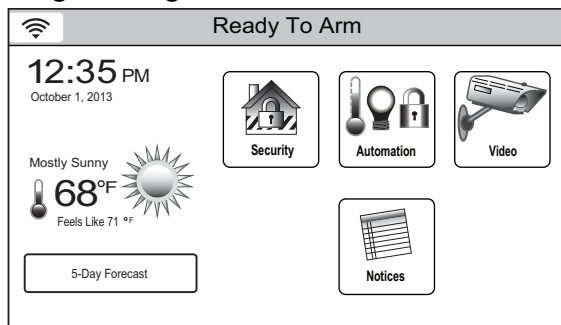 Ready To Arm
12:35 PM
October 1, 2013
Security
Automation
Video
Mostly Sunny
68°F
Feels Like 71 °F
5-Day Forecast
Notices